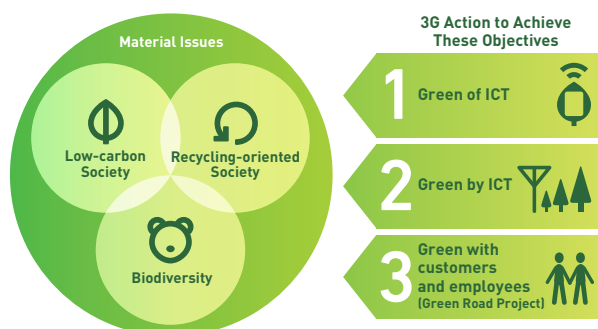 Material Issues
Low-carbon
Society
Recycling-oriented
Society
Biodiversity
3G Action to Achieve
These Objectives
1 Green of ICT
2 Green by ICT
3 Green with
customers
and employees
(Green Road Project)